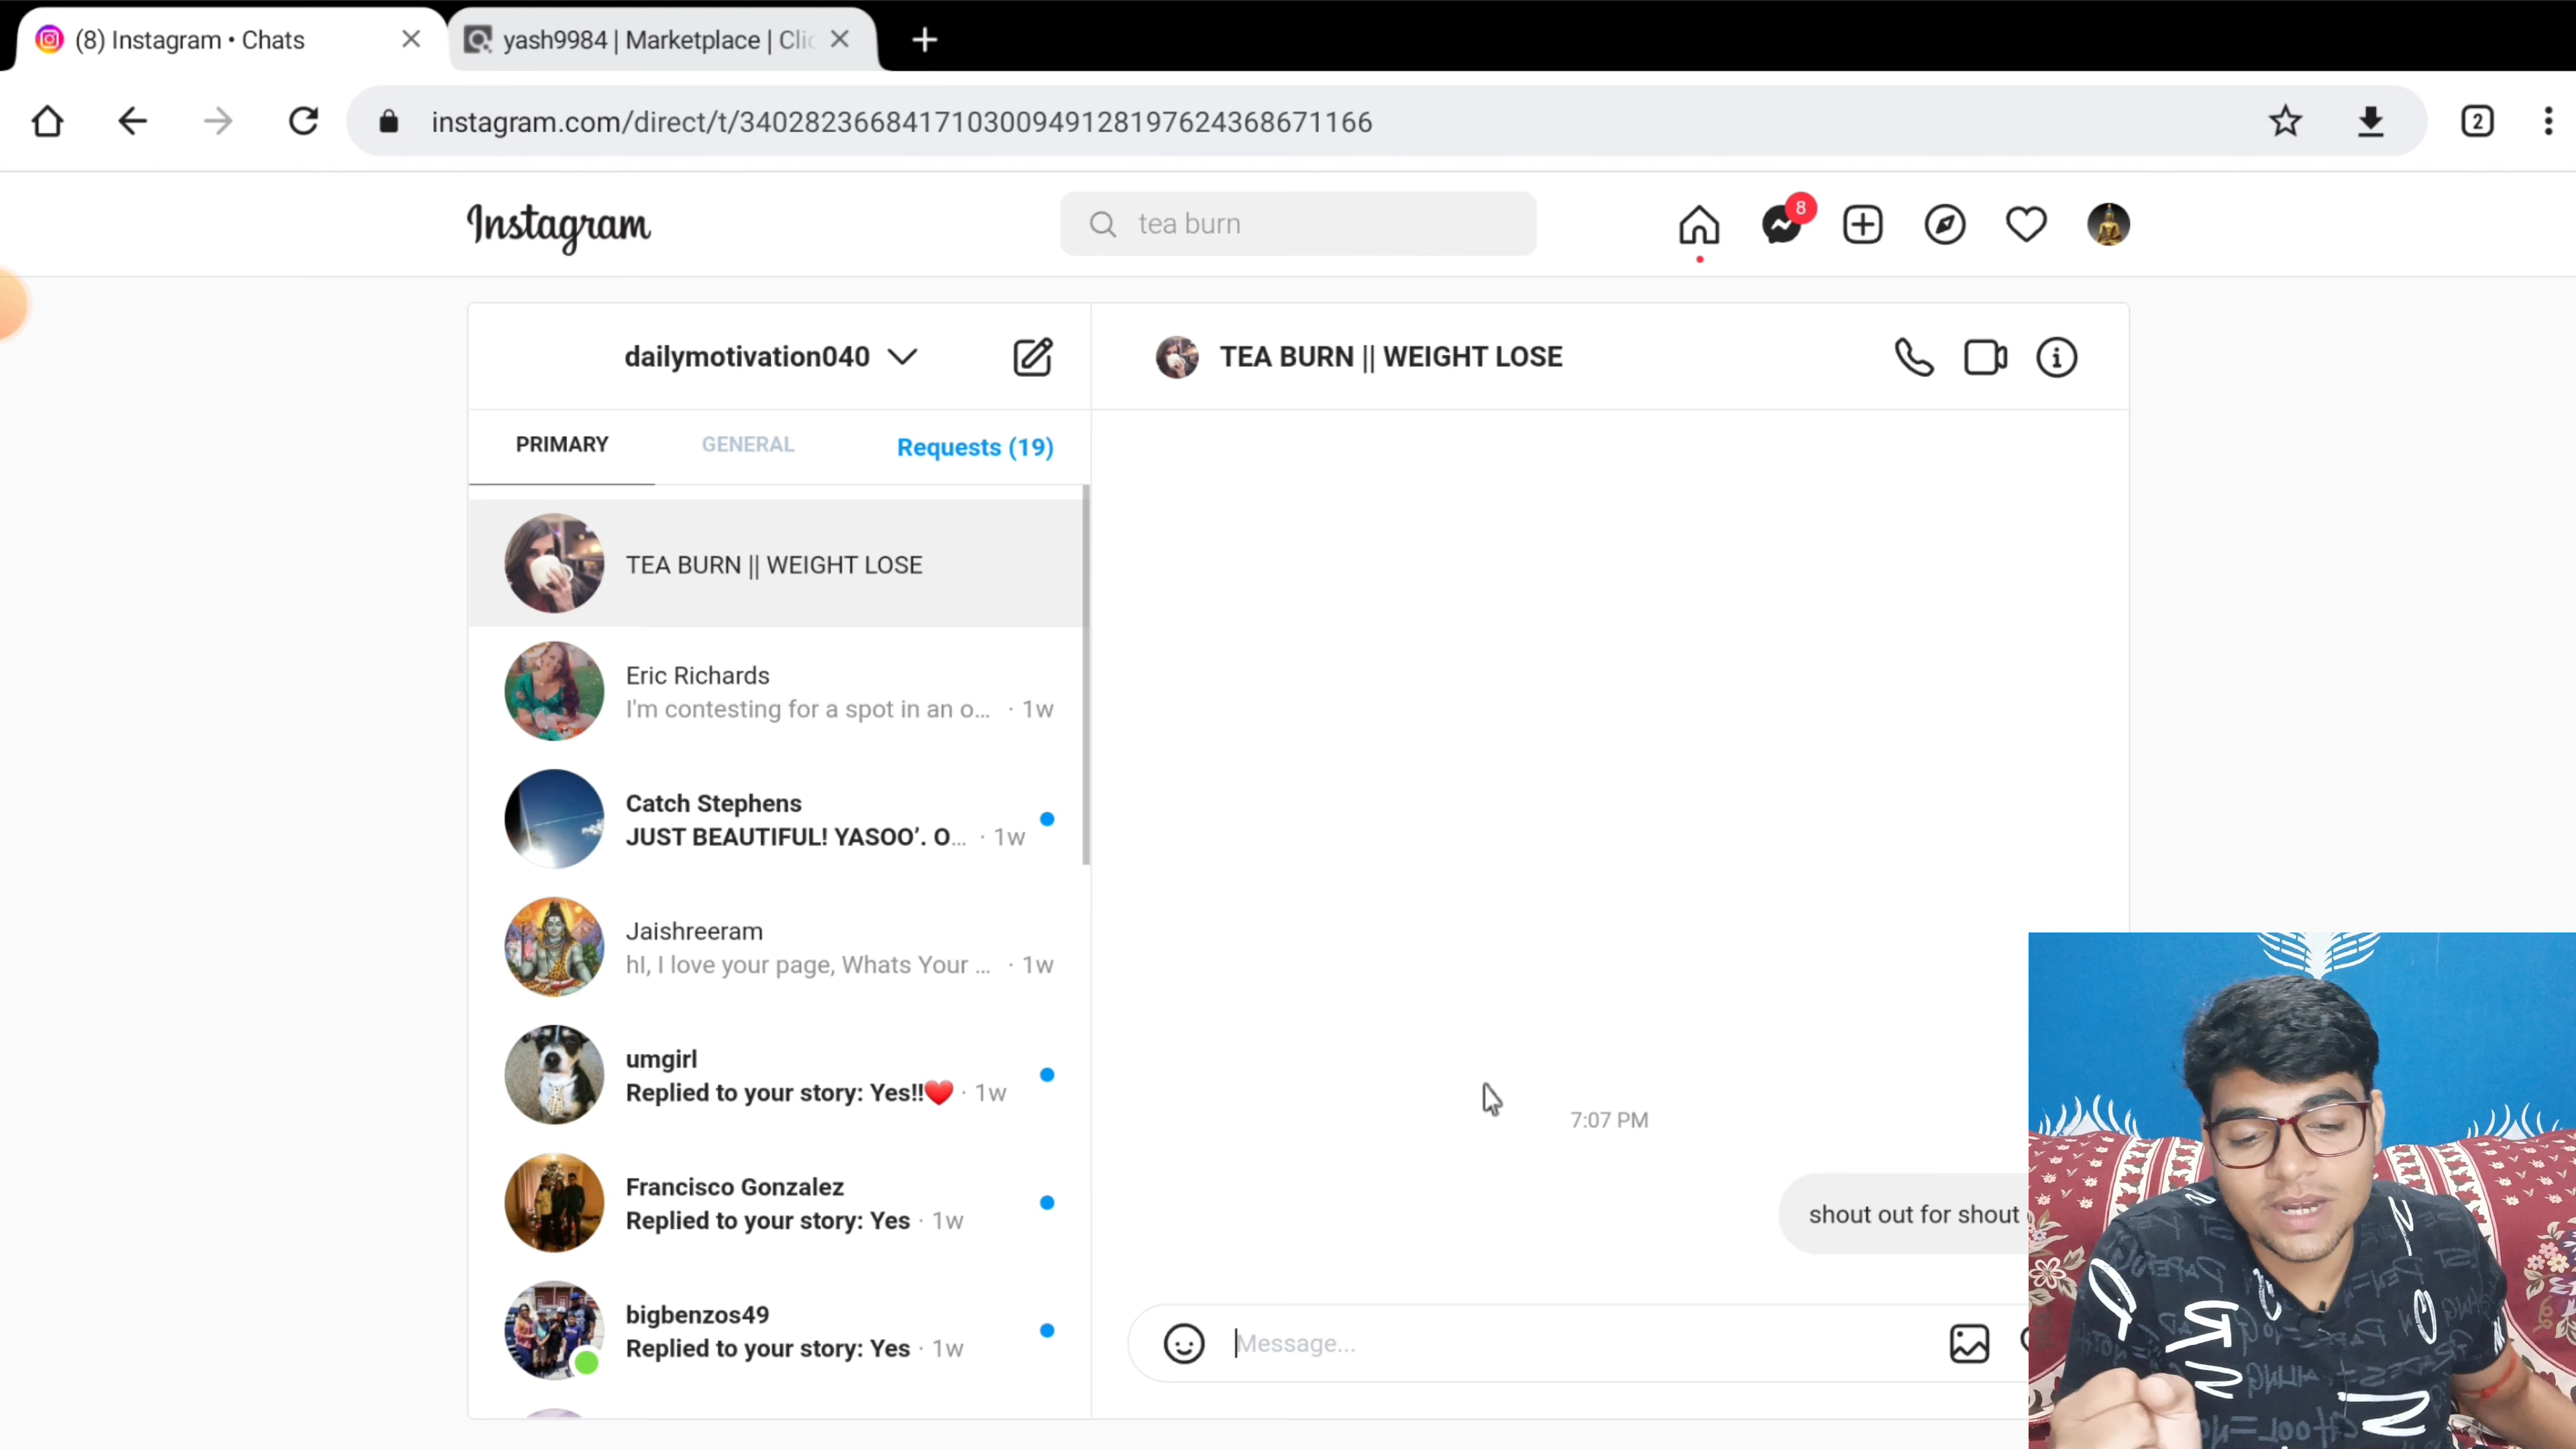 (8) Instagram • Chats
yash9984 | Marketplace | Clic
instagram.com/direct/t/340282366841710300949128197624368671166
2
Instagram
tea burn
8
dailymotivation040
TEA BURN || WEIGHT LOSE
PRIMARY
GENERAL
Requests (19)
TEA BURN || WEIGHT LOSE
Eric Richards
I'm contesting for a spot in an o... · 1w
Catch Stephens
JUST BEAUTIFUL! YASOO’. O... · 1w
Jaishreeram
hI, I love your page, Whats Your ... · 1w
umgirl
Replied to your story: Yes!!❤️ · 1w
Francisco Gonzalez
Replied to your story: Yes · 1w
bigbenzos49
Replied to your story: Yes · 1w
7:07 PM
shout out for shout
Message...